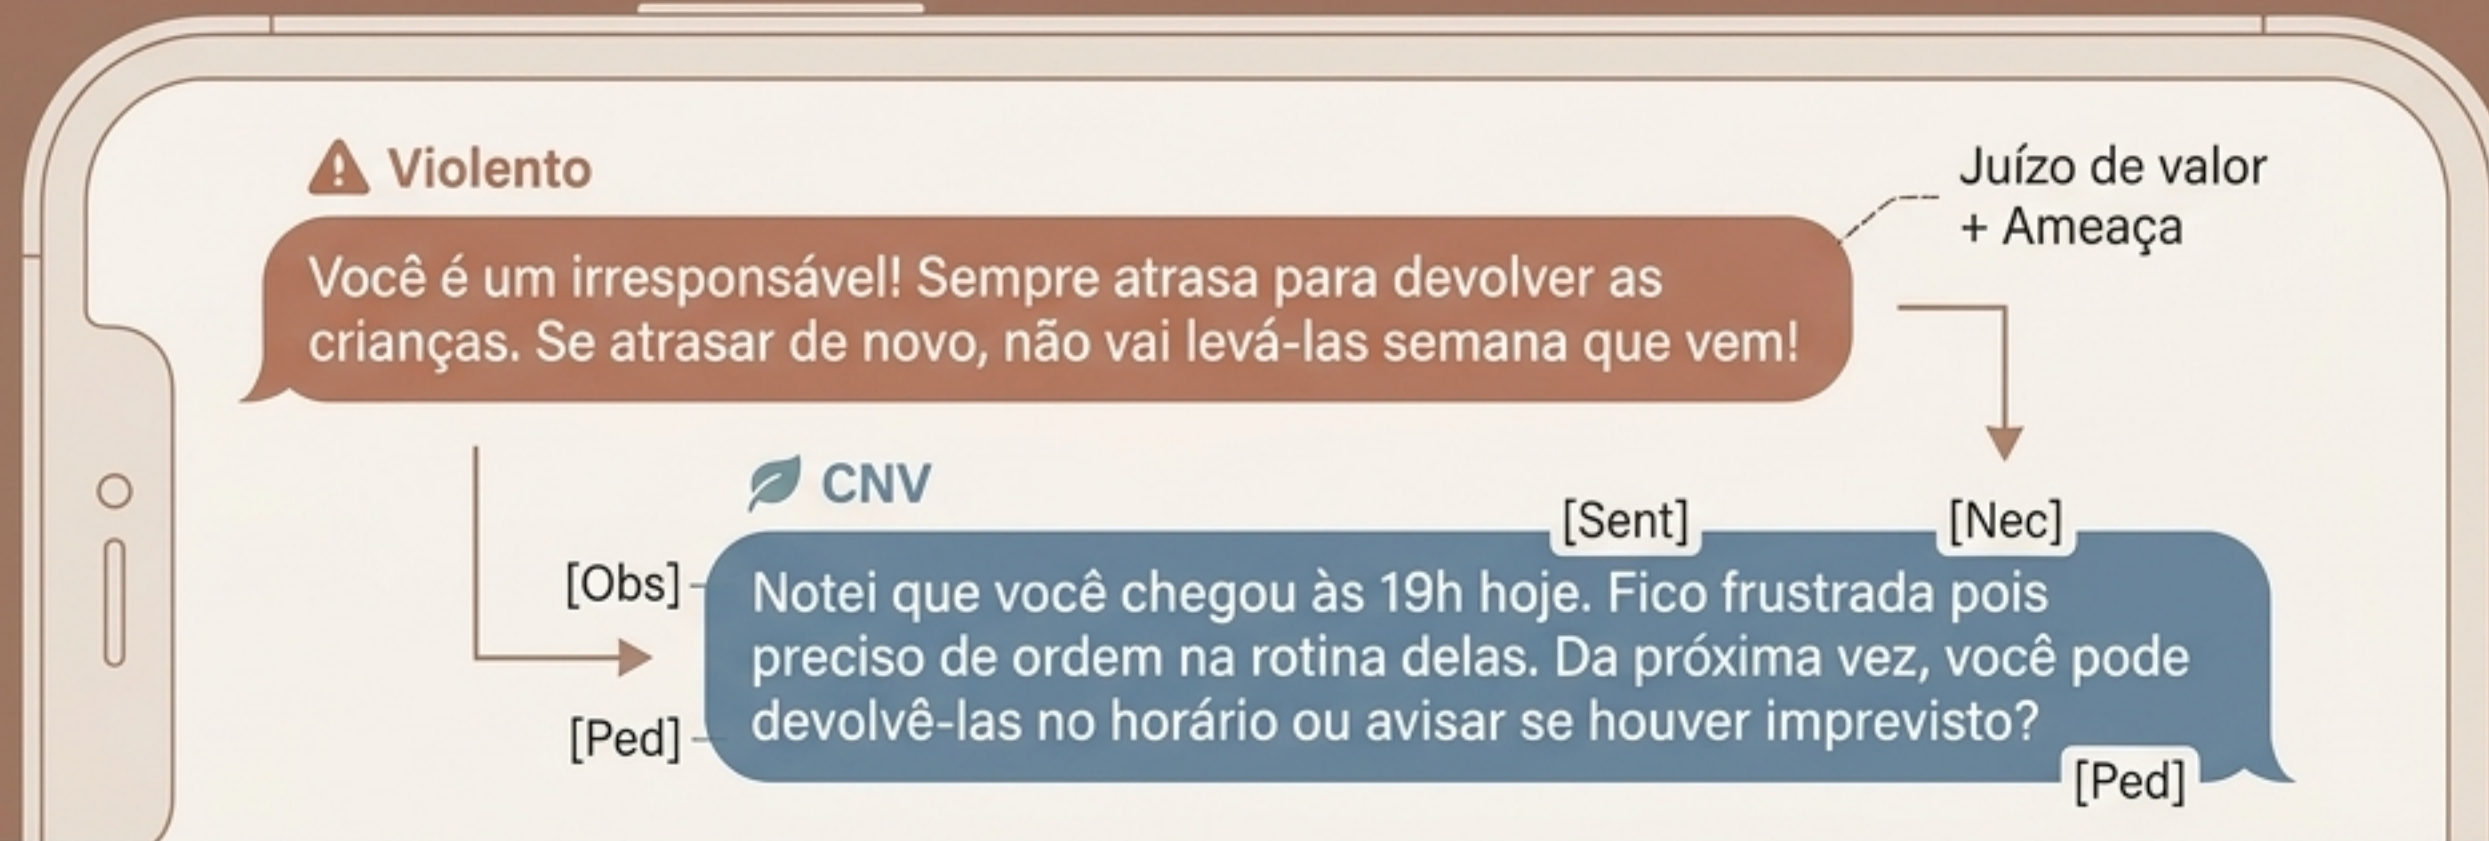 Violento
Juízo de valor
+ Ameaça
Você é um irresponsável! Sempre atrasa para devolver as
crianças. Se atrasar de novo, não vai levá-las semana que vem!
CNV
[Sent]
[Nec]
[Obs]
Notei que você chegou às 19h hoje. Fico frustrada pois
preciso de ordem na rotina delas. Da próxima vez, você pode
devolvê-las no horário ou avisar se houver imprevisto?
[Ped]
[Ped]